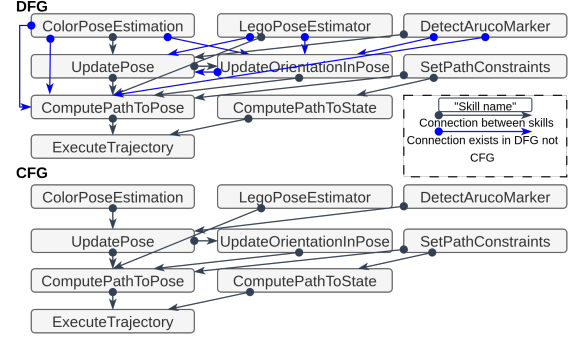 DFG
ColorPoseEstimation LegoPoseEstimator DetectArucoMarker
UpdatePose UpdateOrientationInPose SetPathConstraints
ComputePathToPose ComputePathToState
ExecuteTrajectory
"Skill name"
Connection between skills
Connection exists in DFG not
CFG
CFG
ColorPoseEstimation LegoPoseEstimator DetectArucoMarker
UpdatePose UpdateOrientationInPose SetPathConstraints
ComputePathToPose ComputePathToState
ExecuteTrajectory